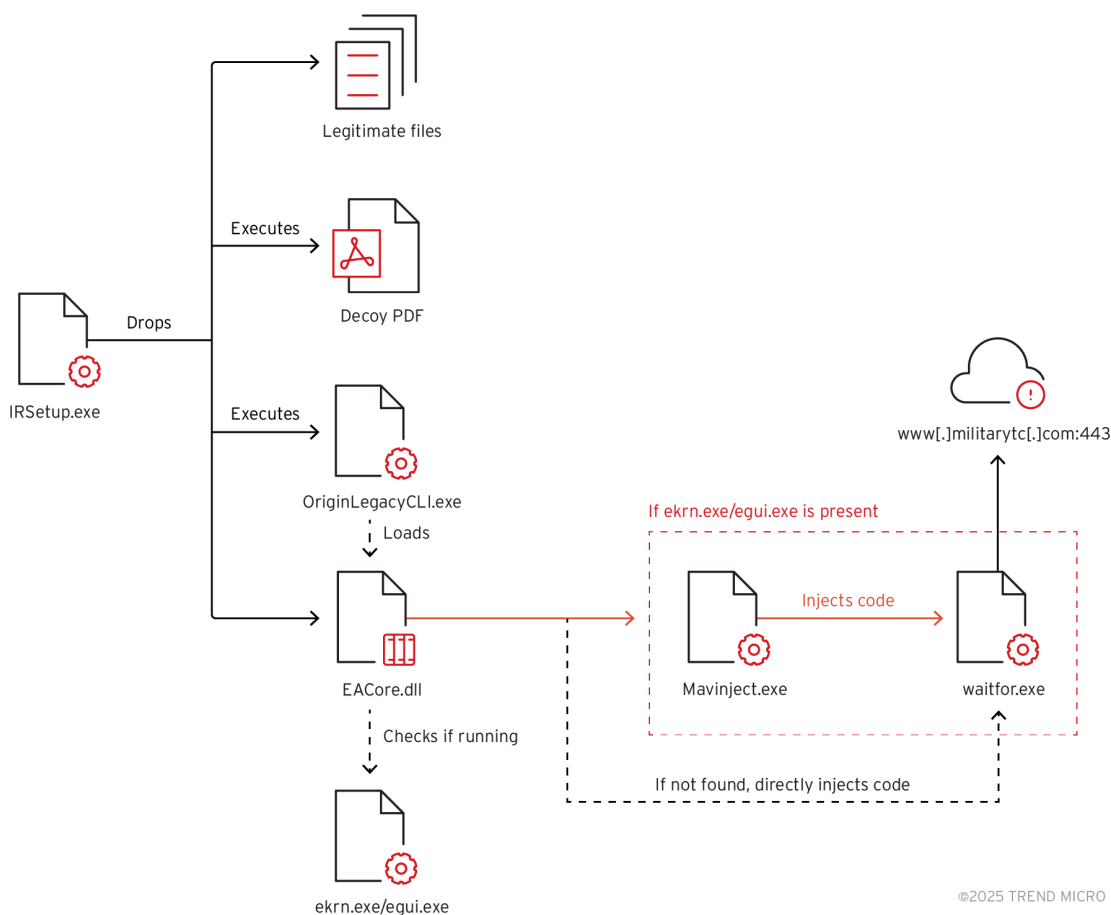 Legitimate files
Executes
Decoy PDF
Drops
IRSetup.exe
Executes
OriginLegacyCLI.exe
Loads
www[.]militarytc[.]com:443
If ekrn.exe/egui.exe is present
Injects code
EACore.dll
Mavinject.exe
waitfor.exe
Checks if running
If not found, directly injects code
ekrn.exe/egui.exe
©2025 TREND MICRO